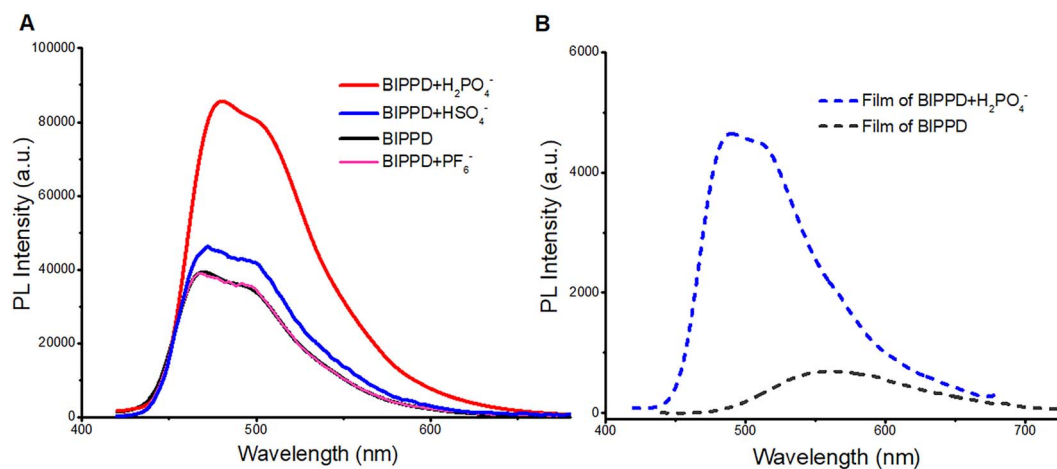 A
100000
80000
60000
40000
20000
0
PL Intensity (a.u.)
BIPPD+H₂PO₄⁻
BIPPD+HSO₄⁻
BIPPD
BIPPD+PF₆⁻
400
500
600
Wavelength (nm)
B
6000
4000
2000
0
PL Intensity (a.u.)
Film of BIPPD+H₂PO₄⁻
Film of BIPPD
400
500
600
700
Wavelength (nm)